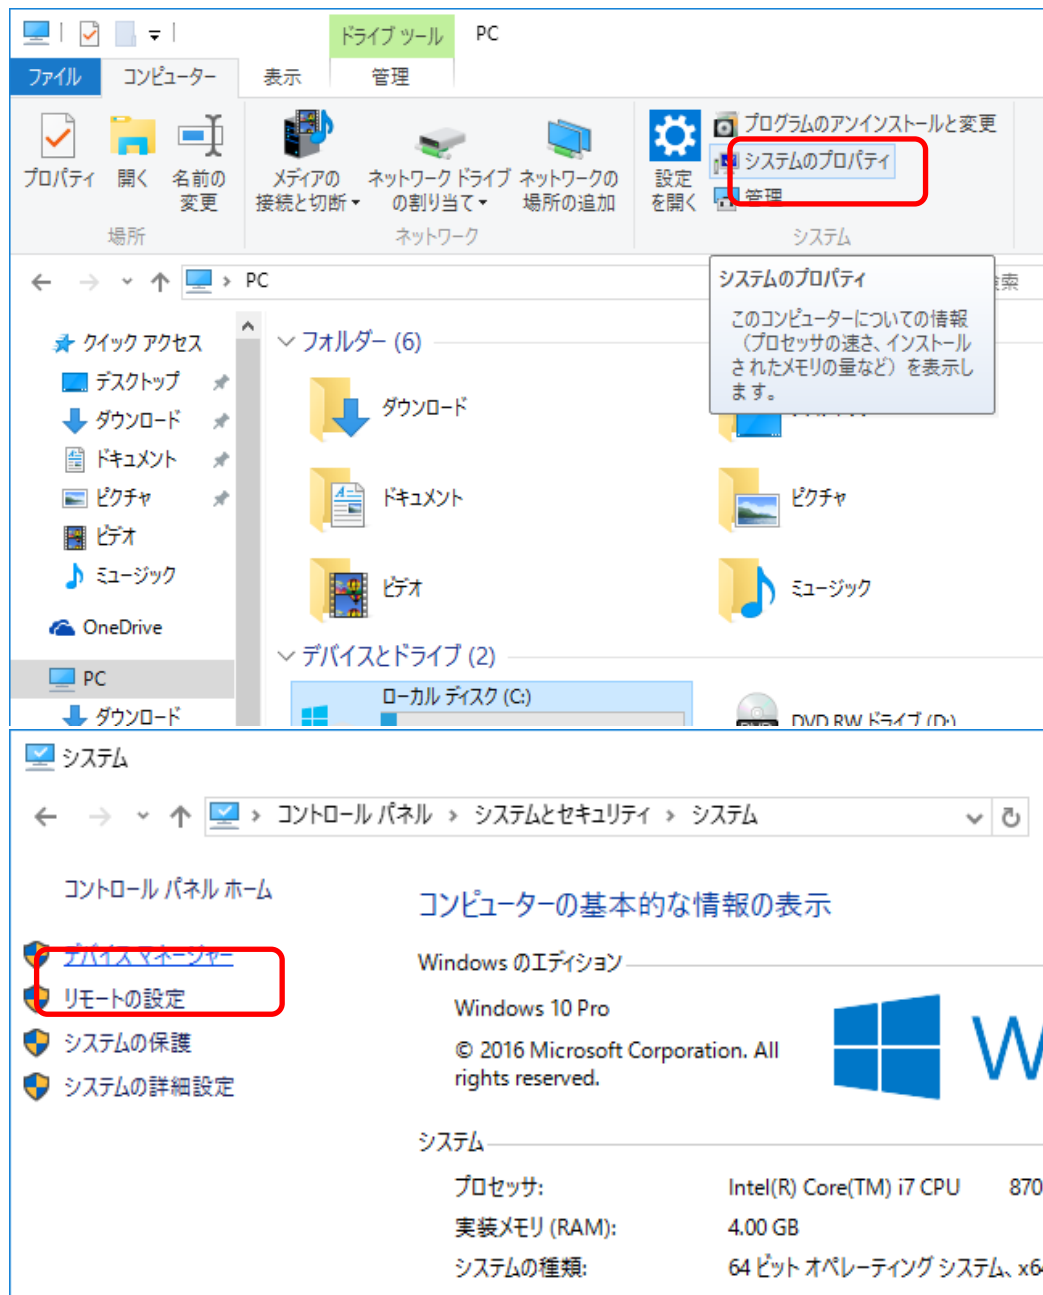 ドライブ ツール PC
ファイル コンピューター 表示 管理
プロパティ 開く 名前の変更
メディアの接続と切断 ネットワーク ドライブの割り当て ネットワークの場所の追加
設定を開く
プログラムのアンインストールと変更
システムのプロパティ
管理
場所 ネットワーク システム
PC 検索
システムのプロパティ
このコンピューターについての情報
（プロセッサの速さ、インストール
されたメモリの量など）を表示し
ます。
クイック アクセス
デスクトップ
ダウンロード
ドキュメント
ピクチャ
ビデオ
ミュージック
OneDrive
PC
ダウンロード
フォルダー (6)
ダウンロード
ドキュメント
ピクチャ
ビデオ
ミュージック
デバイスとドライブ (2)
ローカル ディスク (C:)
DVD RW ドライブ (D:)
システム
コントロール パネル システムとセキュリティ システム
コントロール パネル ホーム
デバイス マネージャー
リモートの設定
システムの保護
システムの詳細設定
コンピューターの基本的な情報の表示
Windows のエディション
Windows 10 Pro
© 2016 Microsoft Corporation. All
rights reserved.
W
システム
プロセッサ: Intel(R) Core(TM) i7 CPU 870
実装メモリ (RAM): 4.00 GB
システムの種類: 64 ビット オペレーティング システム、x64